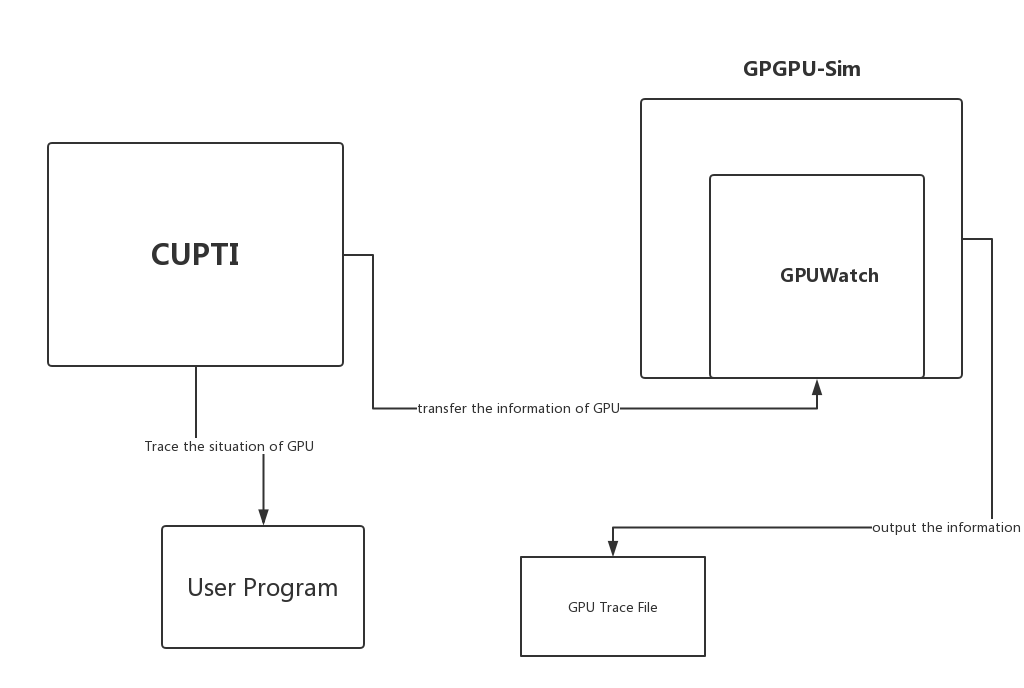 GPGPU-Sim
CUPTI
GPUWatch
transfer the information of GPU
Trace the situation of GPU
output the information
User Program
GPU Trace File